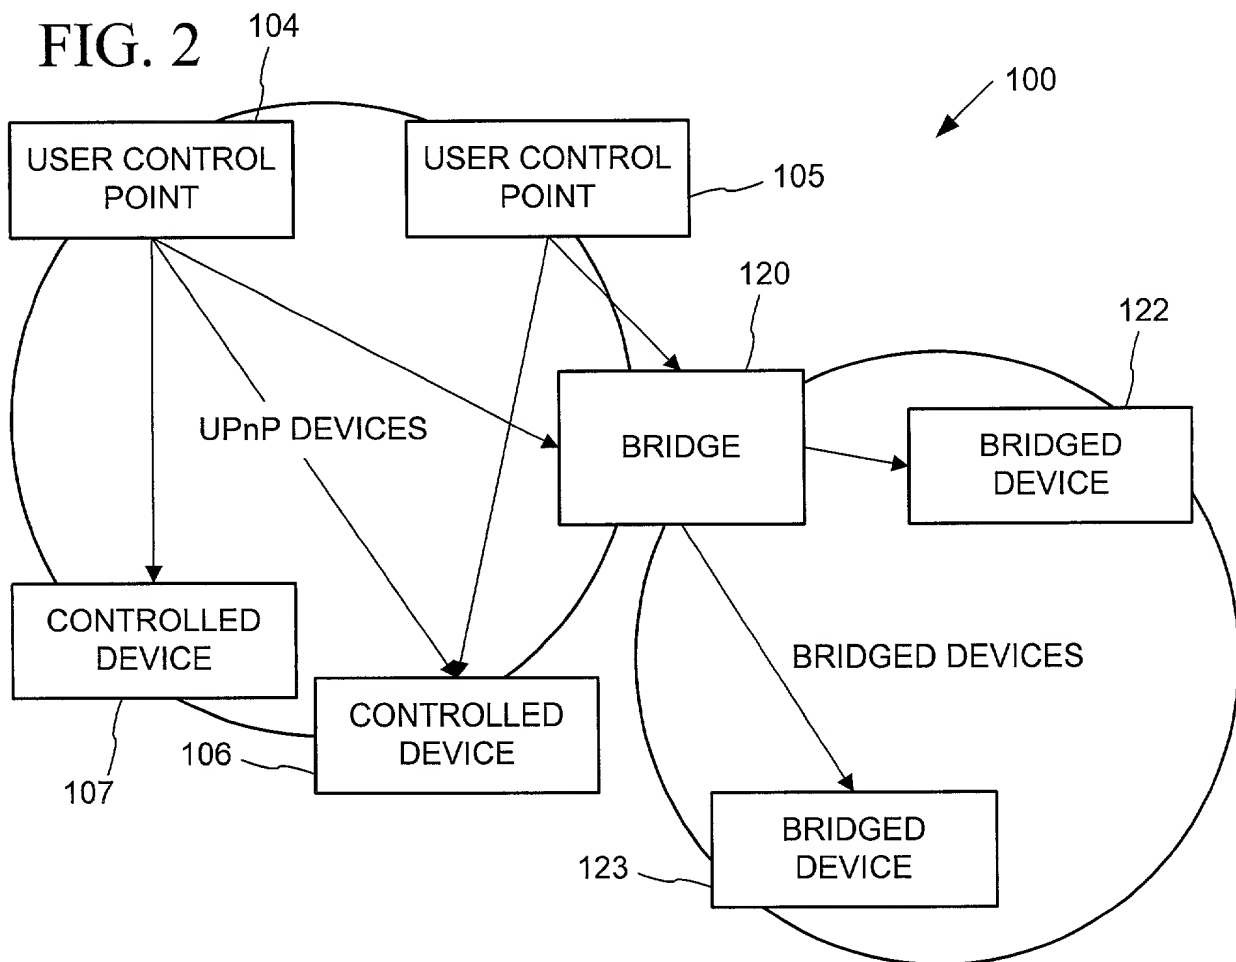 FIG. 2
104
100
USER CONTROL
POINT
USER CONTROL
POINT
105
120
122
UPnP DEVICES
BRIDGE
BRIDGED
DEVICE
CONTROLLED
DEVICE
BRIDGED DEVICES
CONTROLLED
DEVICE
106
107
BRIDGED
DEVICE
123